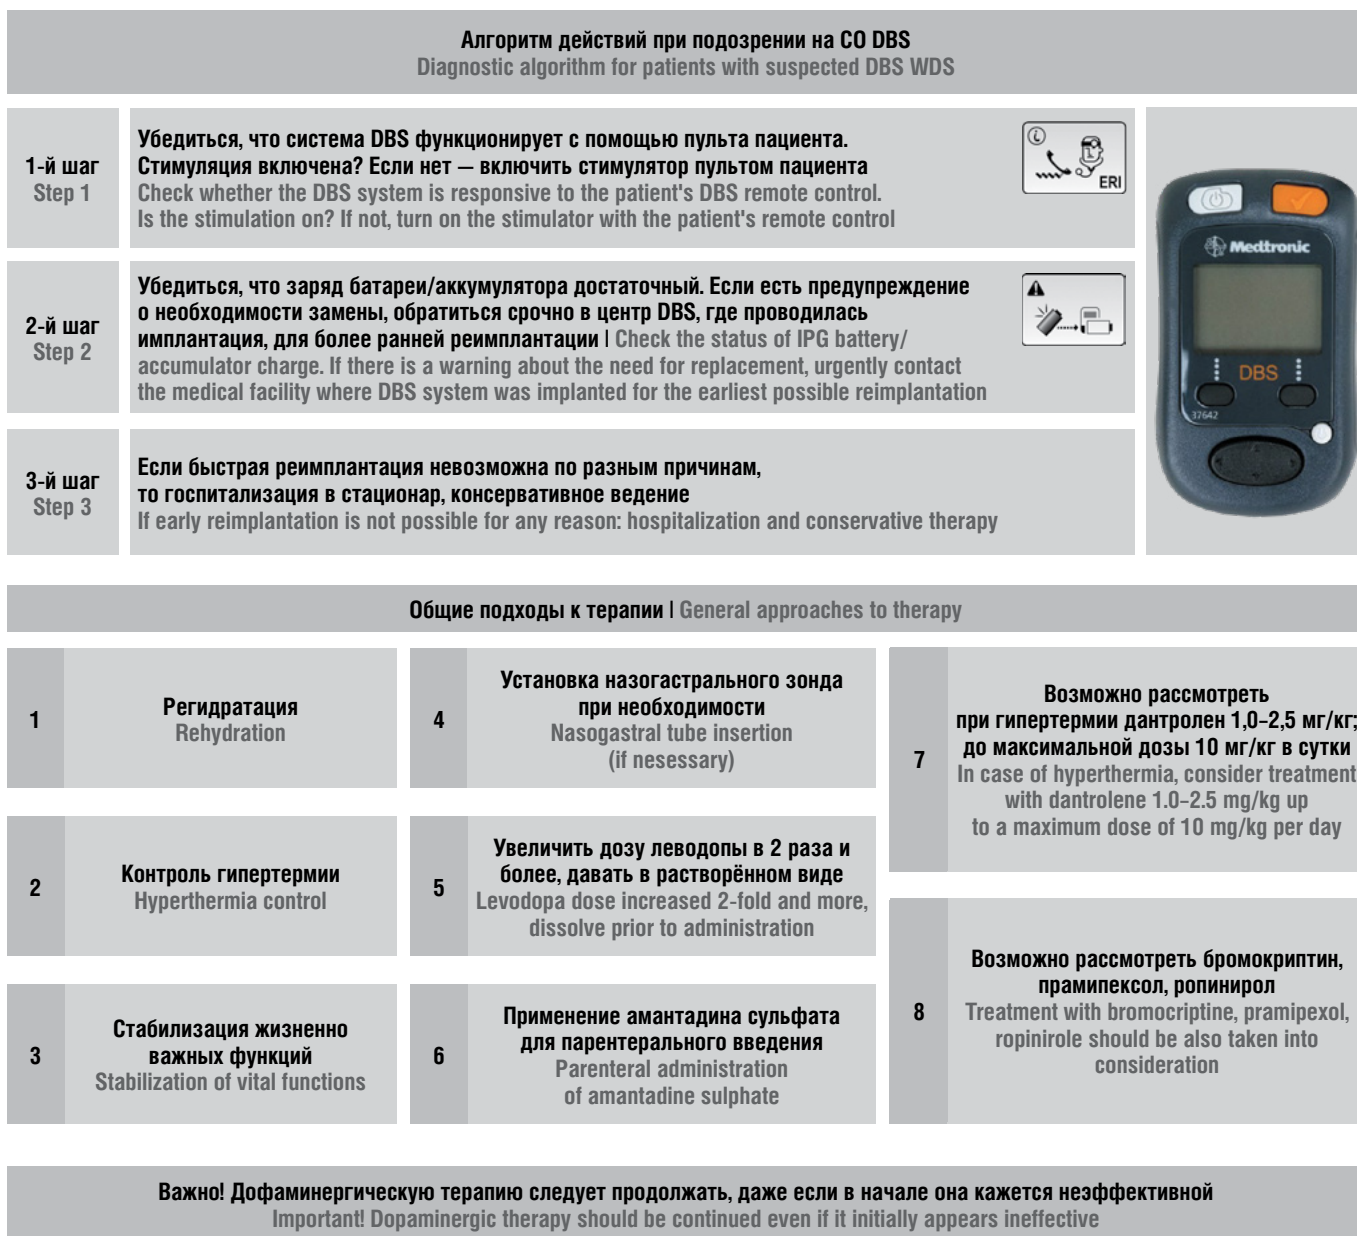 Алгоритм действий при подозрении на СО DBS
Diagnostic algorithm for patients with suspected DBS WDS
1-й шаг
Step 1
Убедиться, что система DBS функционирует с помощью пульта пациента.
Стимуляция включена? Если нет — включить стимулятор пультом пациента
Check whether the DBS system is responsive to the patient's DBS remote control.
Is the stimulation on? If not, turn on the stimulator with the patient's remote control
i
ERI
2-й шаг
Step 2
Убедиться, что заряд батареи/аккумулятора достаточный. Если есть предупреждение
о необходимости замены, обратиться срочно в центр DBS, где проводилась
имплантация, для более ранней реимплантации | Check the status of IPG battery/
accumulator charge. If there is a warning about the need for replacement, urgently contact
the medical facility where DBS system was implanted for the earliest possible reimplantation
3-й шаг
Step 3
Если быстрая реимплантация невозможна по разным причинам,
то госпитализация в стационар, консервативное ведение
If early reimplantation is not possible for any reason: hospitalization and conservative therapy
Medtronic
DBS
37642
Общие подходы к терапии | General approaches to therapy
1
Регидратация
Rehydration
2
Контроль гипертермии
Hyperthermia control
3
Стабилизация жизненно
важных функций
Stabilization of vital functions
4
Установка назогастрального зонда
при необходимости
Nasogastral tube insertion
(if nesessary)
5
Увеличить дозу леводопы в 2 раза и
более, давать в растворённом виде
Levodopa dose increased 2-fold and more,
dissolve prior to administration
6
Применение амантадина сульфата
для парентерального введения
Parenteral administration
of amantadine sulphate
7
Возможно рассмотреть
при гипертермии дантролен 1,0–2,5 мг/кг;
до максимальной дозы 10 мг/кг в сутки
In case of hyperthermia, consider treatment
with dantrolene 1.0–2.5 mg/kg up
to a maximum dose of 10 mg/kg per day
8
Возможно рассмотреть бромокриптин,
прамипексол, ропинирол
Treatment with bromocriptine, pramipexol,
ropinirole should be also taken into
consideration
Важно! Дофаминергическую терапию следует продолжать, даже если в начале она кажется неэффективной
Important! Dopaminergic therapy should be continued even if it initially appears ineffective